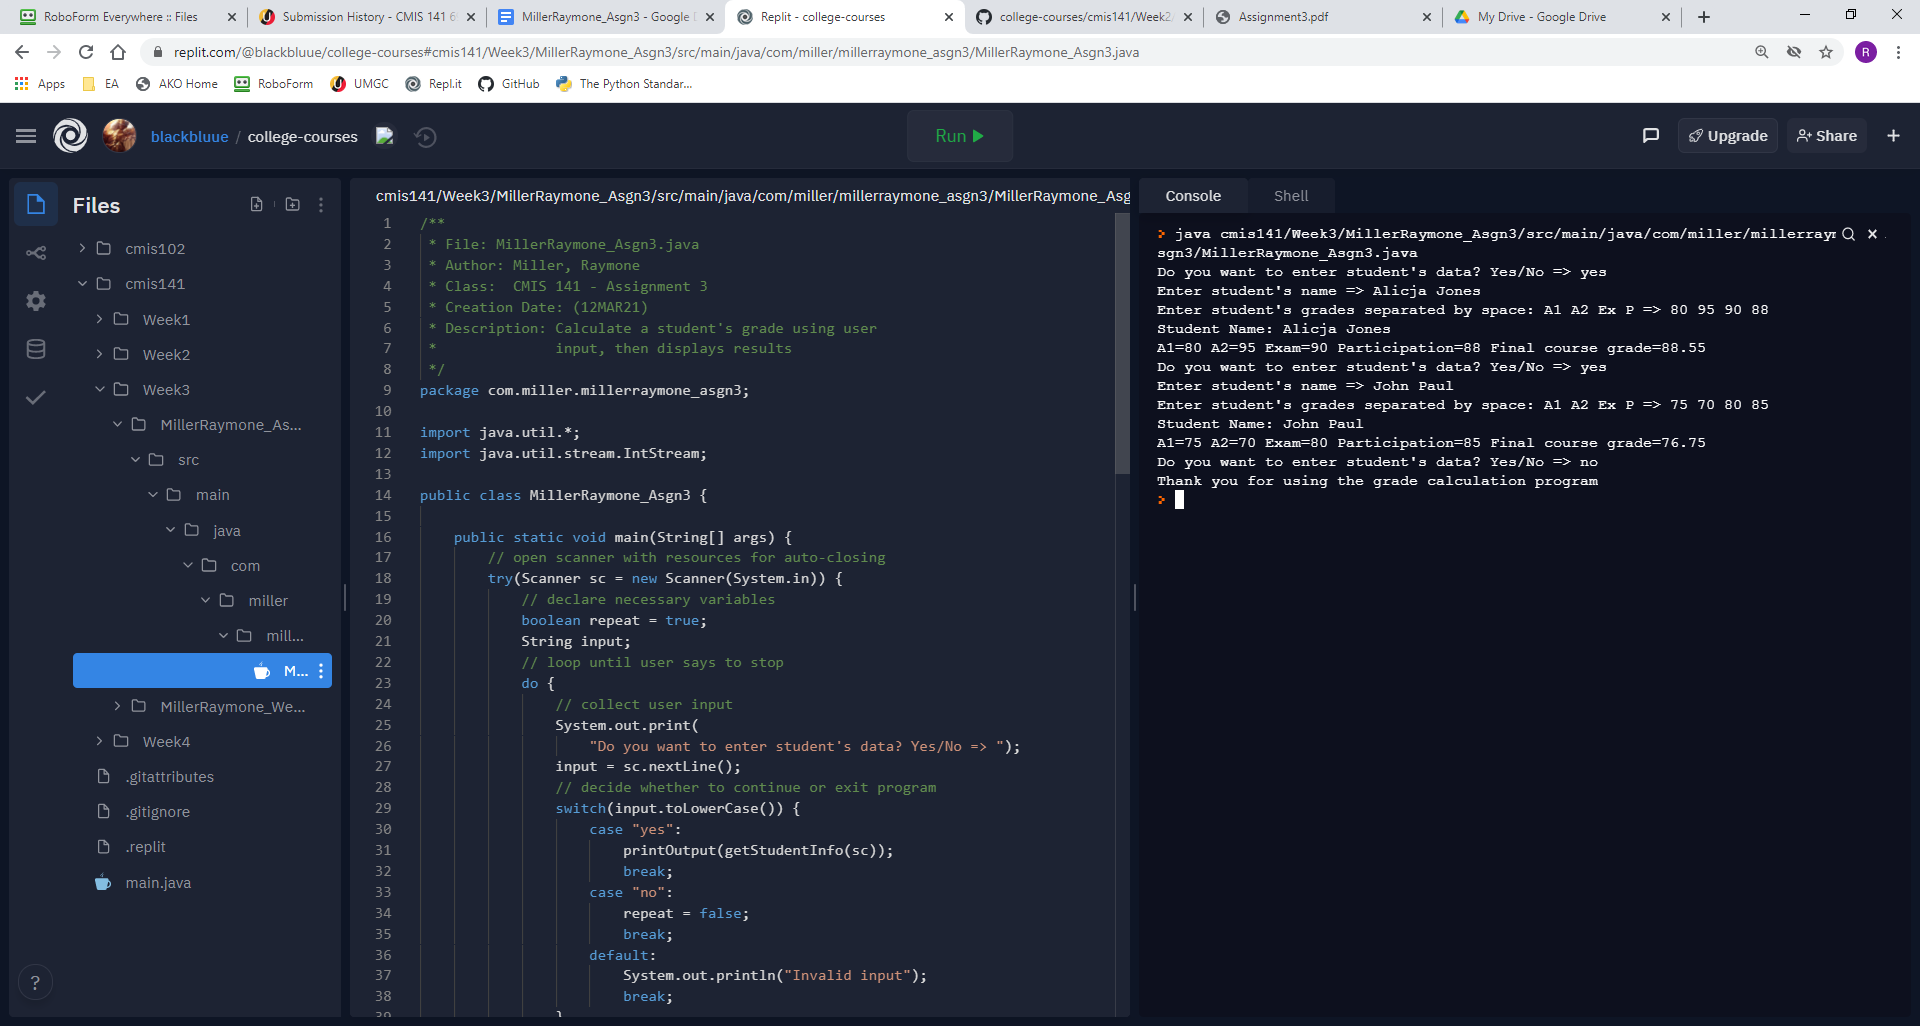 RoboForm Everywhere :: Files
Submission History - CMIS 141 6
MillerRaymone_Asgn3 - Google
Replit - college-courses
college-courses/cmis141/Week2
Assignment3.pdf
My Drive - Google Drive
replit.com/@blackbluue/college-courses#cmis141/Week3/MillerRaymone_Asgn3/src/main/java/com/miller/millerraymone_asgn3/MillerRaymone_Asgn3.java
R
Apps
EA
AKO Home
RoboForm
UMGC
Repl.it
GitHub
The Python Standar...
blackbluue / college-courses
Run
Upgrade
Share
Files
cmis102
cmis141
Week1
Week2
Week3
MillerRaymone_As...
src
main
java
com
miller
mill...
M...
MillerRaymone_We...
Week4
.gitattributes
.gitignore
.replit
main.java
?
cmis141/Week3/MillerRaymone_Asgn3/src/main/java/com/miller/millerraymone_asgn3/MillerRaymone_Asg
1 /**
2 * File: MillerRaymone_Asgn3.java
3 * Author: Miller, Raymone
4 * Class:  CMIS 141 - Assignment 3
5 * Creation Date: (12MAR21)
6 * Description: Calculate a student's grade using user
7 *              input, then displays results
8 */
9 package com.miller.millerraymone_asgn3;
10
11 import java.util.*;
12 import java.util.stream.IntStream;
13
14 public class MillerRaymone_Asgn3 {
15
16     public static void main(String[] args) {
17         // open scanner with resources for auto-closing
18         try(Scanner sc = new Scanner(System.in)) {
19             // declare necessary variables
20             boolean repeat = true;
21             String input;
22             // loop until user says to stop
23             do {
24                 // collect user input
25                 System.out.print(
26                     "Do you want to enter student's data? Yes/No => ");
27                 input = sc.nextLine();
28                 // decide whether to continue or exit program
29                 switch(input.toLowerCase()) {
30                     case "yes":
31                         printOutput(getStudentInfo(sc));
32                         break;
33                     case "no":
34                         repeat = false;
35                         break;
36                     default:
37                         System.out.println("Invalid input");
38                         break;
39                 }
Console
Shell
> java cmis141/Week3/MillerRaymone_Asgn3/src/main/java/com/miller/millerraym
sgn3/MillerRaymone_Asgn3.java
Do you want to enter student's data? Yes/No => yes
Enter student's name => Alicja Jones
Enter student's grades separated by space: A1 A2 Ex P => 80 95 90 88
Student Name: Alicja Jones
A1=80 A2=95 Exam=90 Participation=88 Final course grade=88.55
Do you want to enter student's data? Yes/No => yes
Enter student's name => John Paul
Enter student's grades separated by space: A1 A2 Ex P => 75 70 80 85
Student Name: John Paul
A1=75 A2=70 Exam=80 Participation=85 Final course grade=76.75
Do you want to enter student's data? Yes/No => no
Thank you for using the grade calculation program
>